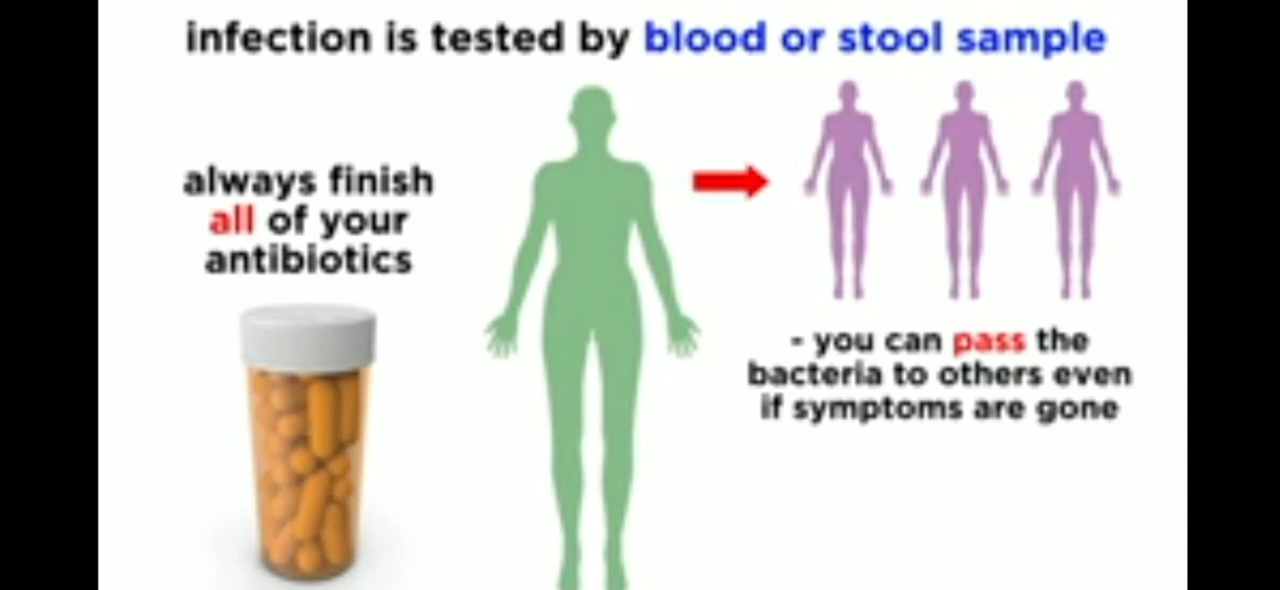 infection is tested by blood or stool sample
always finish
all of your
antibiotics
- you can pass the
bacteria to others even
if symptoms are gone